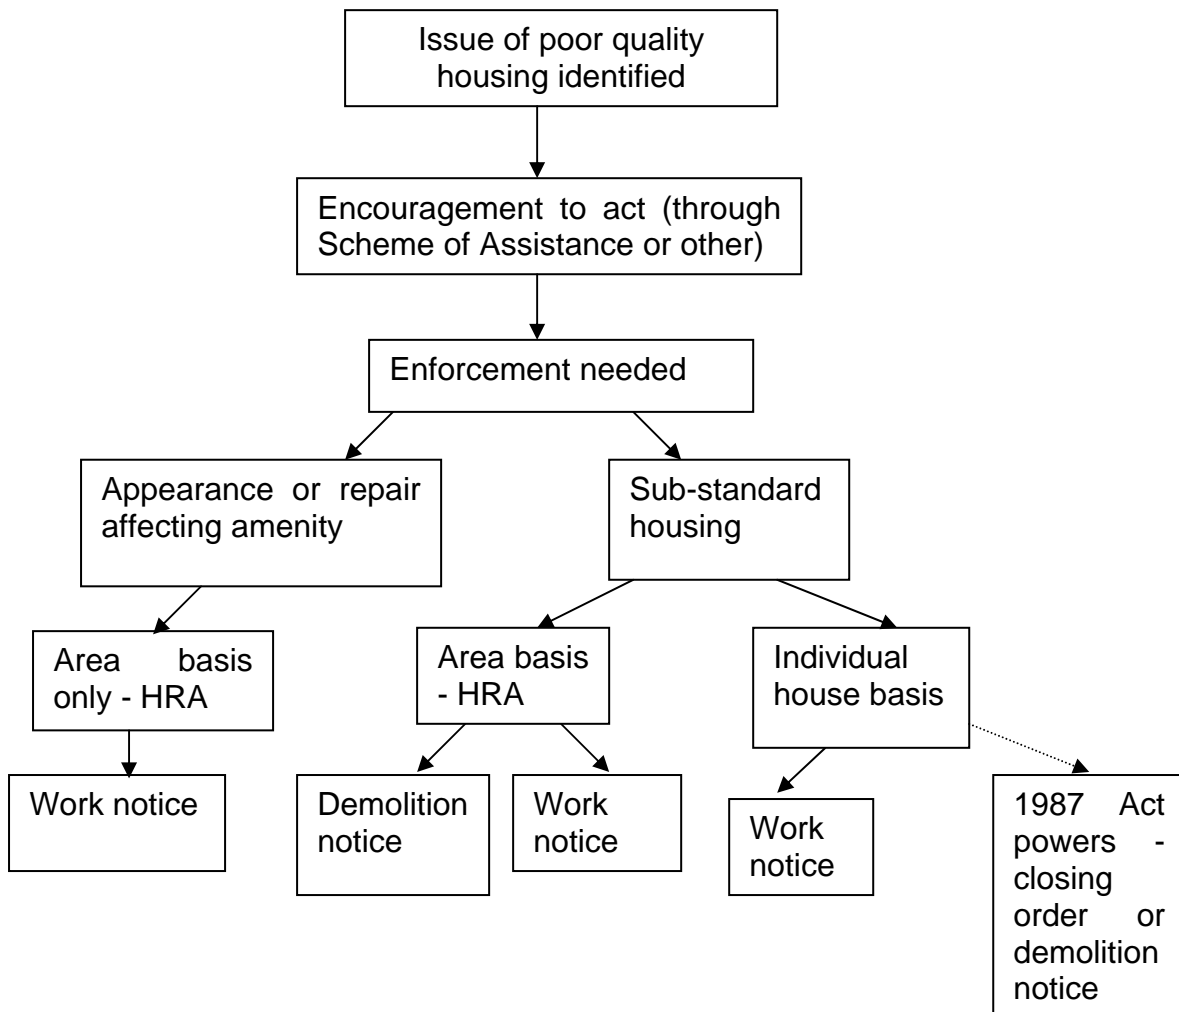 Issue of poor quality
housing identified
Encouragement to act (through
Scheme of Assistance or other)
Enforcement needed
Appearance or repair
affecting amenity
Sub-standard
housing
Area basis
only - HRA
Area basis
- HRA
Individual
house basis
Work notice
Demolition
notice
Work
notice
Work
notice
1987 Act
powers -
closing
order or
demolition
notice